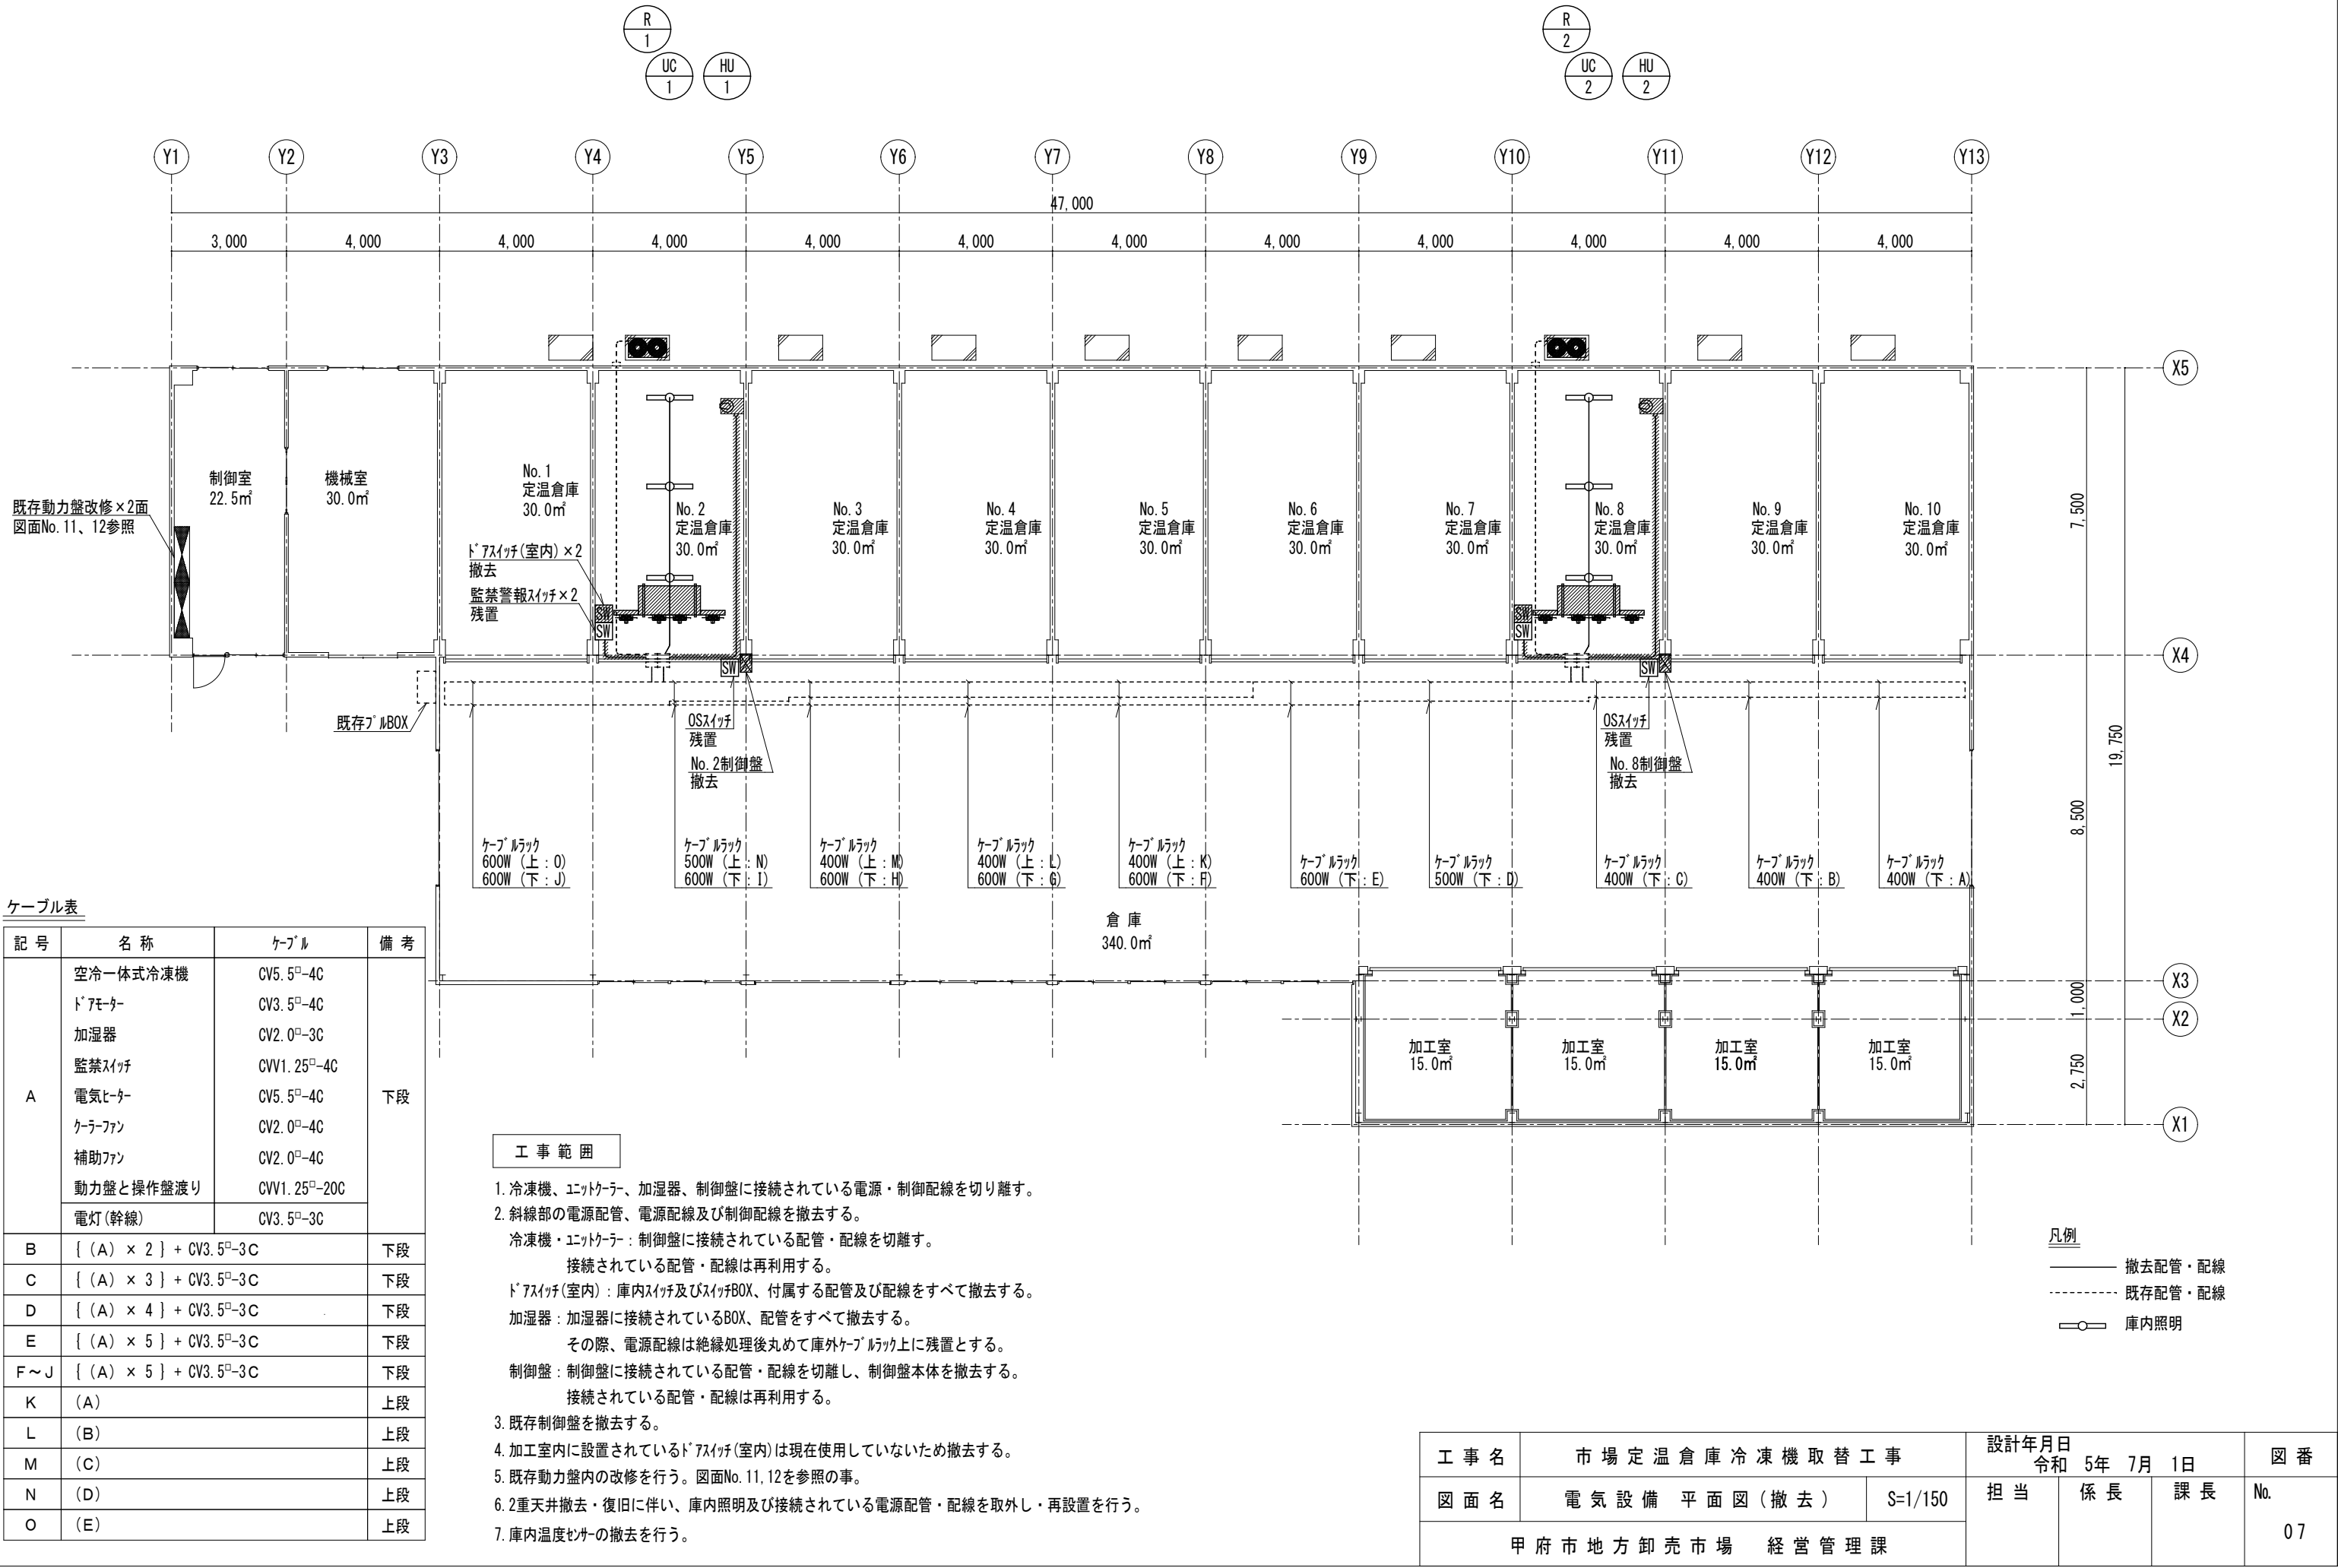 R
1
UC
1
HU
1
R
2
UC
2
HU
2
Y1 Y2 Y3 Y4 Y5 Y6 Y7 Y8 Y9 Y10 Y11 Y12 Y13
47,000
3,000 4,000 4,000 4,000 4,000 4,000 4,000 4,000 4,000 4,000 4,000 4,000
X5
X4
X3
X2
X1
7,500
8,500
1,000
2,750
19,750
制御室
22.5㎡
機械室
30.0㎡
No.1
定温倉庫
30.0㎡
No.2
定温倉庫
30.0㎡
No.3
定温倉庫
30.0㎡
No.4
定温倉庫
30.0㎡
No.5
定温倉庫
30.0㎡
No.6
定温倉庫
30.0㎡
No.7
定温倉庫
30.0㎡
No.8
定温倉庫
30.0㎡
No.9
定温倉庫
30.0㎡
No.10
定温倉庫
30.0㎡
既存動力盤改修×2面
図面No.11、12参照
ﾄﾞｱｽｲｯﾁ(室内)×2
撤去
監禁警報ｽｲｯﾁ×2
残置
SW
SW
SW
SW
SW
SW
既存ﾌﾟﾙBOX
OSｽｲｯﾁ
残置
No.2制御盤
撤去
OSｽｲｯﾁ
残置
No.8制御盤
撤去
ｹｰﾌﾞﾙﾗｯｸ
600W (上：O)
600W (下：J)
ｹｰﾌﾞﾙﾗｯｸ
500W (上：N)
600W (下：I)
ｹｰﾌﾞﾙﾗｯｸ
400W (上：M)
600W (下：H)
ｹｰﾌﾞﾙﾗｯｸ
400W (上：L)
600W (下：G)
ｹｰﾌﾞﾙﾗｯｸ
400W (上：K)
600W (下：F)
ｹｰﾌﾞﾙﾗｯｸ
600W (下：E)
ｹｰﾌﾞﾙﾗｯｸ
500W (下：D)
ｹｰﾌﾞﾙﾗｯｸ
400W (下：C)
ｹｰﾌﾞﾙﾗｯｸ
400W (下：B)
ｹｰﾌﾞﾙﾗｯｸ
400W (下：A)
倉 庫
340.0㎡
加工室
15.0㎡
加工室
15.0㎡
加工室
15.0㎡
加工室
15.0㎡
ケーブル表
記 号 名 称 ｹｰﾌﾞﾙ 備 考
A 下段
空冷一体式冷凍機 CV5.5□-4C
ﾄﾞｱﾓｰﾀｰ CV3.5□-4C
加湿器 CV2.0□-3C
監禁ｽｲｯﾁ CVV1.25□-4C
電気ﾋｰﾀｰ CV5.5□-4C
ｸｰﾗｰﾌｧﾝ CV2.0□-4C
補助ﾌｧﾝ CV2.0□-4C
動力盤と操作盤渡り CVV1.25□-20C
電灯(幹線) CV3.5□-3C
B { (A) × 2 } + CV3.5□-3C 下段
C { (A) × 3 } + CV3.5□-3C 下段
D { (A) × 4 } + CV3.5□-3C 下段
E { (A) × 5 } + CV3.5□-3C 下段
F～J { (A) × 5 } + CV3.5□-3C 下段
K (A) 上段
L (B) 上段
M (C) 上段
N (D) 上段
O (E) 上段
工 事 範 囲
1.冷凍機、ﾕﾆｯﾄｸｰﾗｰ、加湿器、制御盤に接続されている電源・制御配線を切り離す。
2.斜線部の電源配管、電源配線及び制御配線を撤去する。
冷凍機・ﾕﾆｯﾄｸｰﾗｰ：制御盤に接続されている配管・配線を切離す。
接続されている配管・配線は再利用する。
ﾄﾞｱｽｲｯﾁ(室内)：庫内ｽｲｯﾁ及びｽｲｯﾁBOX、付属する配管及び配線をすべて撤去する。
加湿器：加湿器に接続されているBOX、配管をすべて撤去する。
その際、電源配線は絶縁処理後丸めて庫外ｹｰﾌﾞﾙﾗｯｸ上に残置とする。
制御盤：制御盤に接続されている配管・配線を切離し、制御盤本体を撤去する。
接続されている配管・配線は再利用する。
3.既存制御盤を撤去する。
4.加工室内に設置されているﾄﾞｱｽｲｯﾁ(室内)は現在使用していないため撤去する。
5.既存動力盤内の改修を行う。図面No.11,12を参照の事。
6.2重天井撤去・復旧に伴い、庫内照明及び接続されている電源配管・配線を取外し・再設置を行う。
7.庫内温度ｾﾝｻｰの撤去を行う。
凡例
撤去配管・配線
既存配管・配線
庫内照明
工 事 名 市 場 定 温 倉 庫 冷 凍 機 取 替 工 事
図 面 名 電 気 設 備 平 面 図 ( 撤 去 ) S=1/150
甲 府 市 地 方 卸 売 市 場 経 営 管 理 課
設計年月日
令和 5年 7月 1日
担 当 係 長 課 長
図 番
No.
07